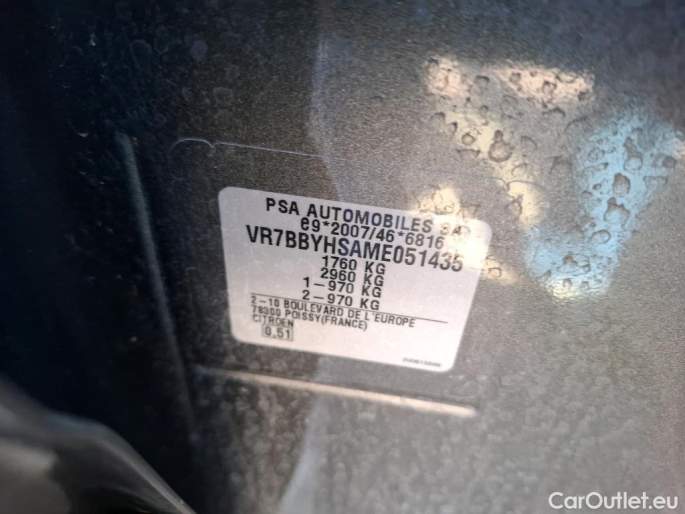 PSA AUTOMOBILES SA
e9*2007/46*6816
VR7BBYHSAME051435
1760 KG
2960 KG
1-970 KG
2-970 KG
2-10 BOULEVARD DE L'EUROPE
78300 POISSY(FRANCE)
CITROEN
0.51
CarOutlet.eu